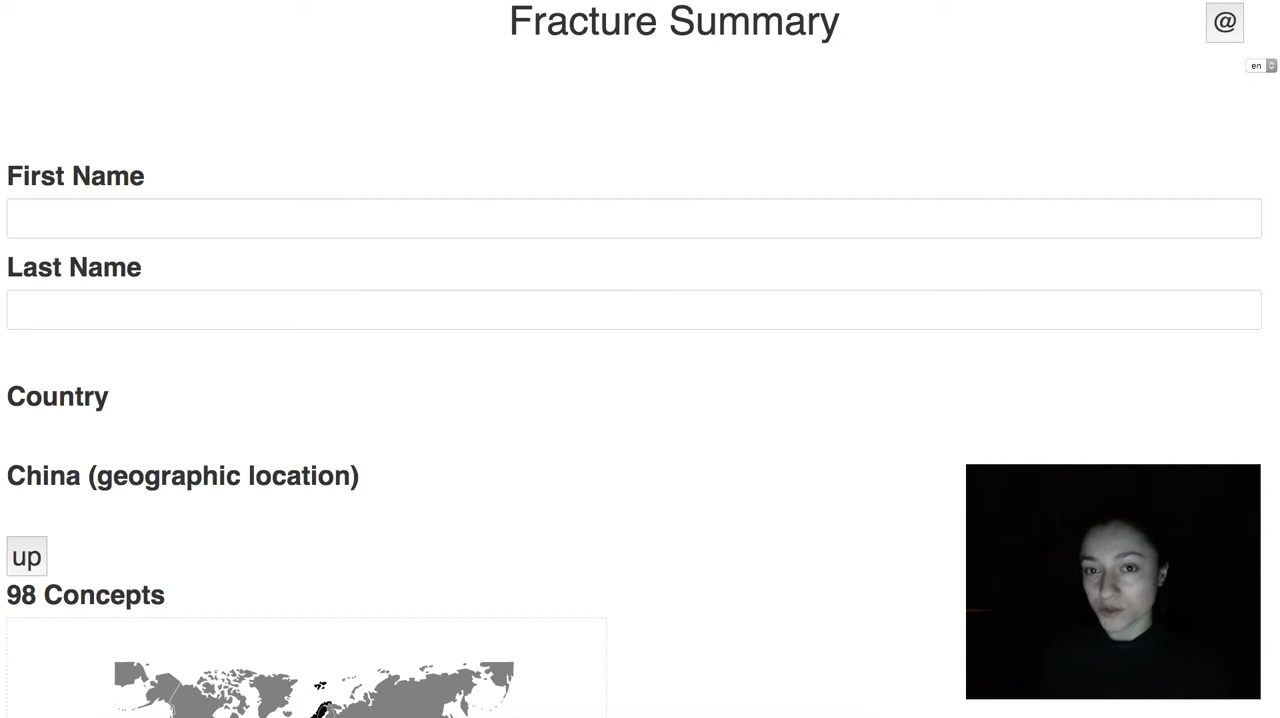 Fracture Summary
@
en
First Name
Last Name
Country
China (geographic location)
up
98 Concepts